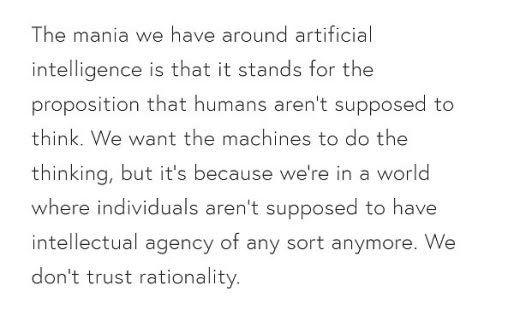 The mania we have around artificial
intelligence is that it stands for the
proposition that humans aren't supposed to
think. We want the machines to do the
thinking, but it's because we're in a world
where individuals aren't supposed to have
intellectual agency of any sort anymore. We
don't trust rationality.